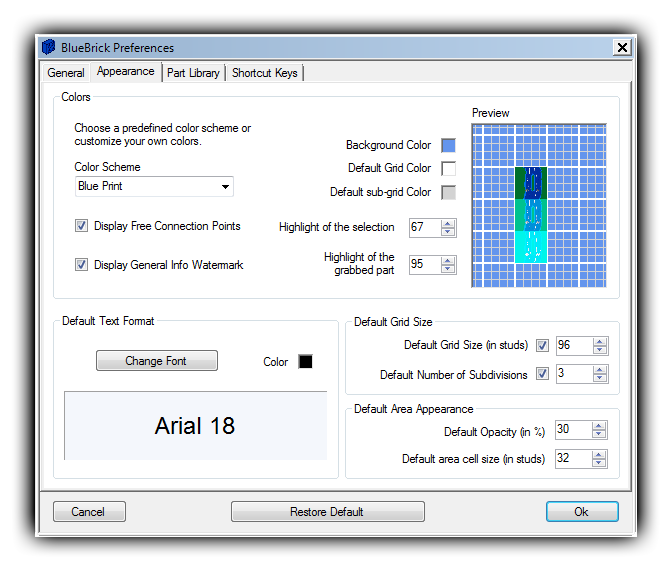 BlueBrick Preferences
General
Appearance
Part Library
Shortcut Keys
Colors
Choose a predefined color scheme or
customize your own colors.
Color Scheme
Blue Print
Display Free Connection Points
Display General Info Watermark
Background Color
Default Grid Color
Default sub-grid Color
Highlight of the selection
67
Highlight of the
grabbed part
95
Preview
Default Text Format
Change Font
Color
Arial 18
Default Grid Size
Default Grid Size (in studs)
96
Default Number of Subdivisions
3
Default Area Appearance
Default Opacity (in %)
30
Default area cell size (in studs)
32
Cancel
Restore Default
Ok